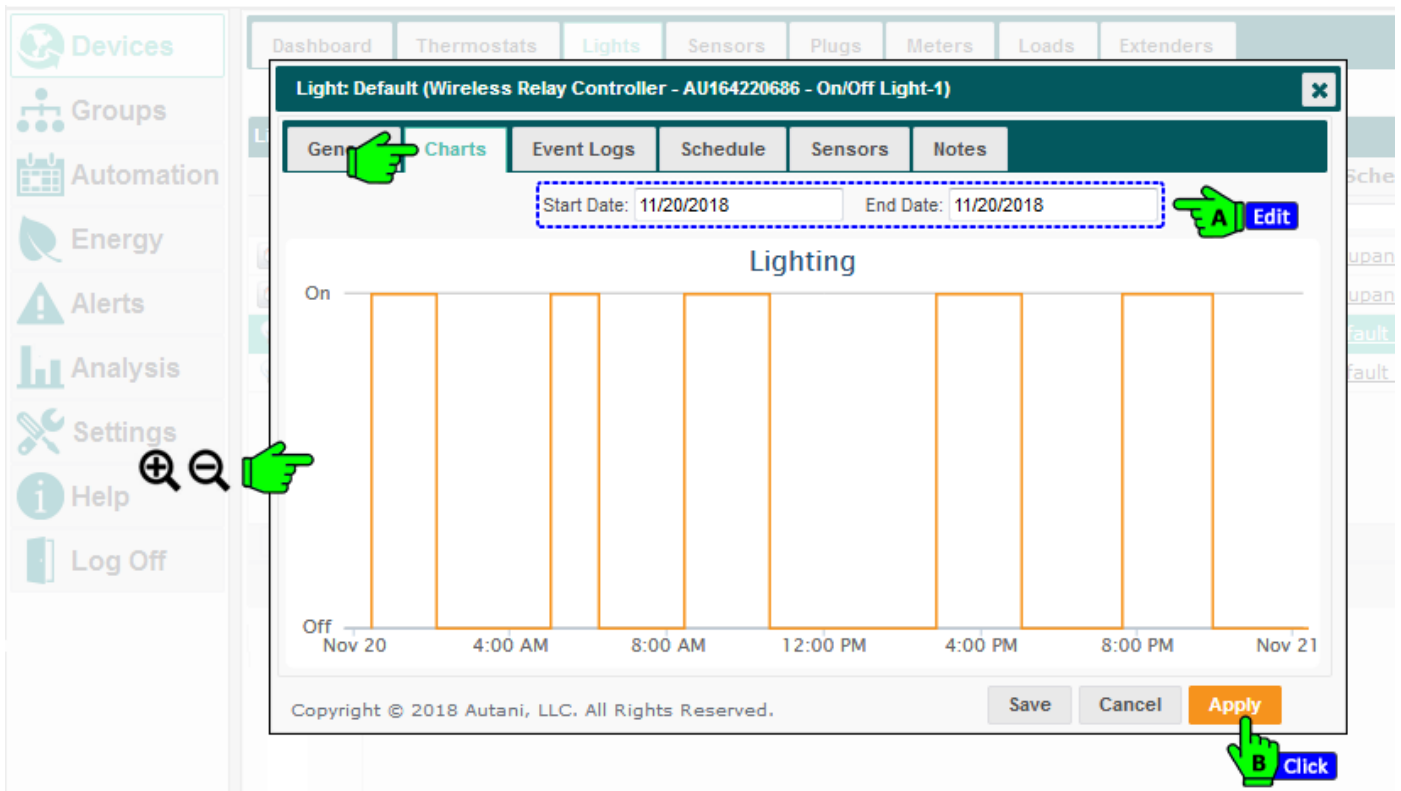 Devices
Groups
Automation
Energy
Alerts
Analysis
Settings
Help
Log Off
Dashboard Thermostats Lights Sensors Plugs Meters Loads Extenders
Light: Default (Wireless Relay Controller - AU164220686 - On/Off Light-1)
Charts Event Logs Schedule Sensors Notes
Start Date: 11/20/2018 End Date: 11/20/2018
A Edit
Lighting
On
Off
Nov 20 4:00 AM 8:00 AM 12:00 PM 4:00 PM 8:00 PM Nov 21
Copyright © 2018 Autani, LLC. All Rights Reserved.
Save Cancel Apply
B Click